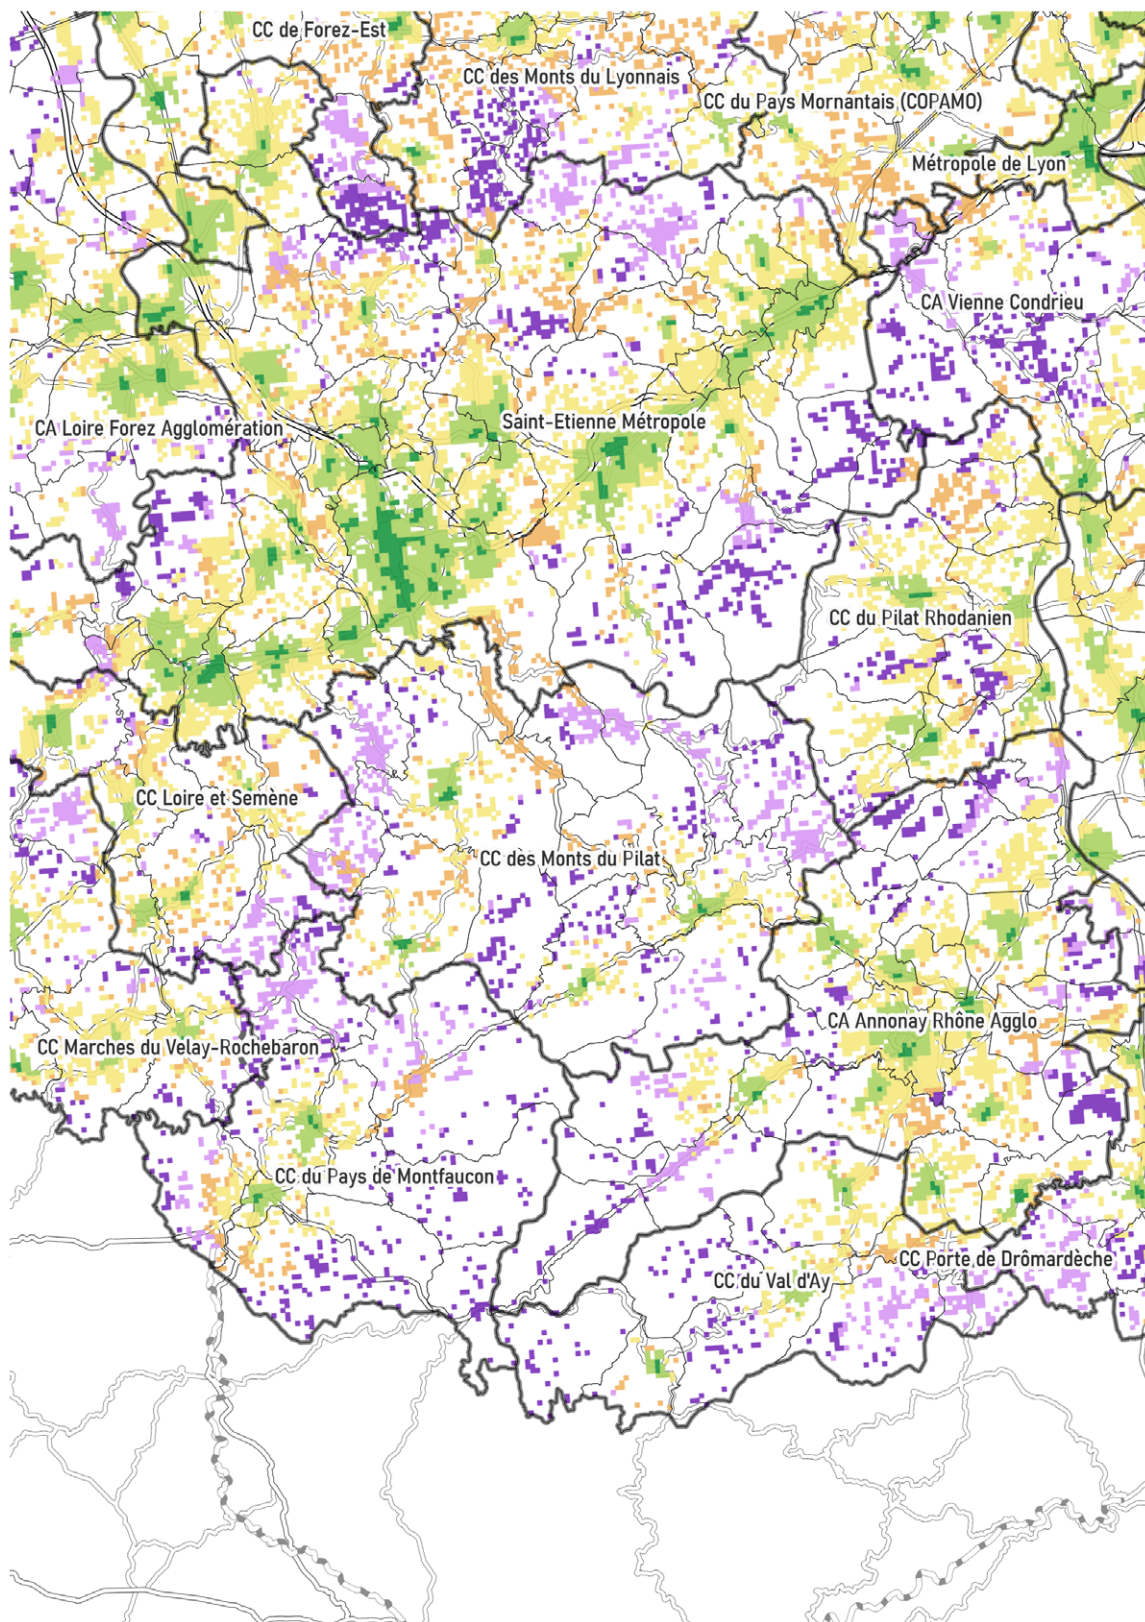 CC de Forez-Est
CC des Monts du Lyonnais
CC du Pays Mornantais (COPAMO)
Métropole de Lyon
CA Vienne Condrieu
Saint-Etienne Métropole
CA Loire Forez Agglomération
CC du Pilat Rhodanien
CC Loire et Semène
CC des Monts du Pilat
CA Annonay Rhône Agglo
CC Marches du Velay-Rochebaron
CC du Pays de Montfaucon
CC Porte de Drômardèche
CC du Val d'Ay